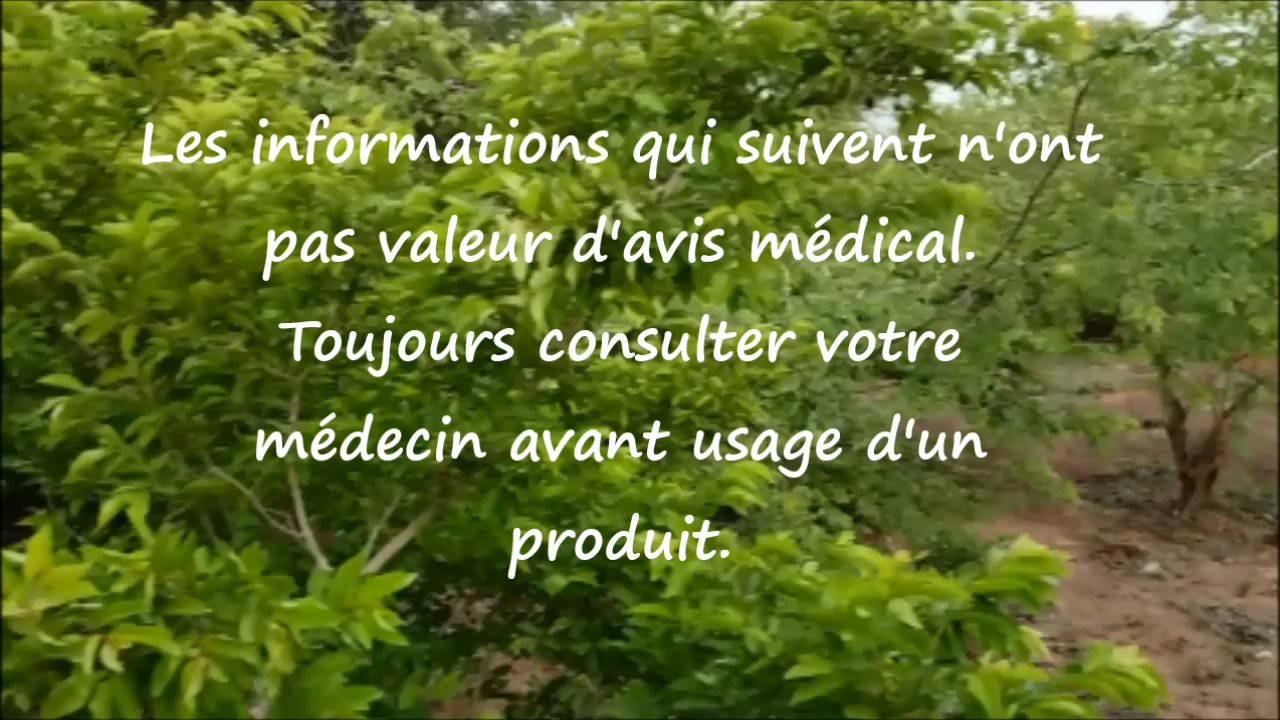 Les informations qui suivent n'ont
pas valeur d'avis médical.
Toujours consulter votre
médecin avant usage d'un
produit.